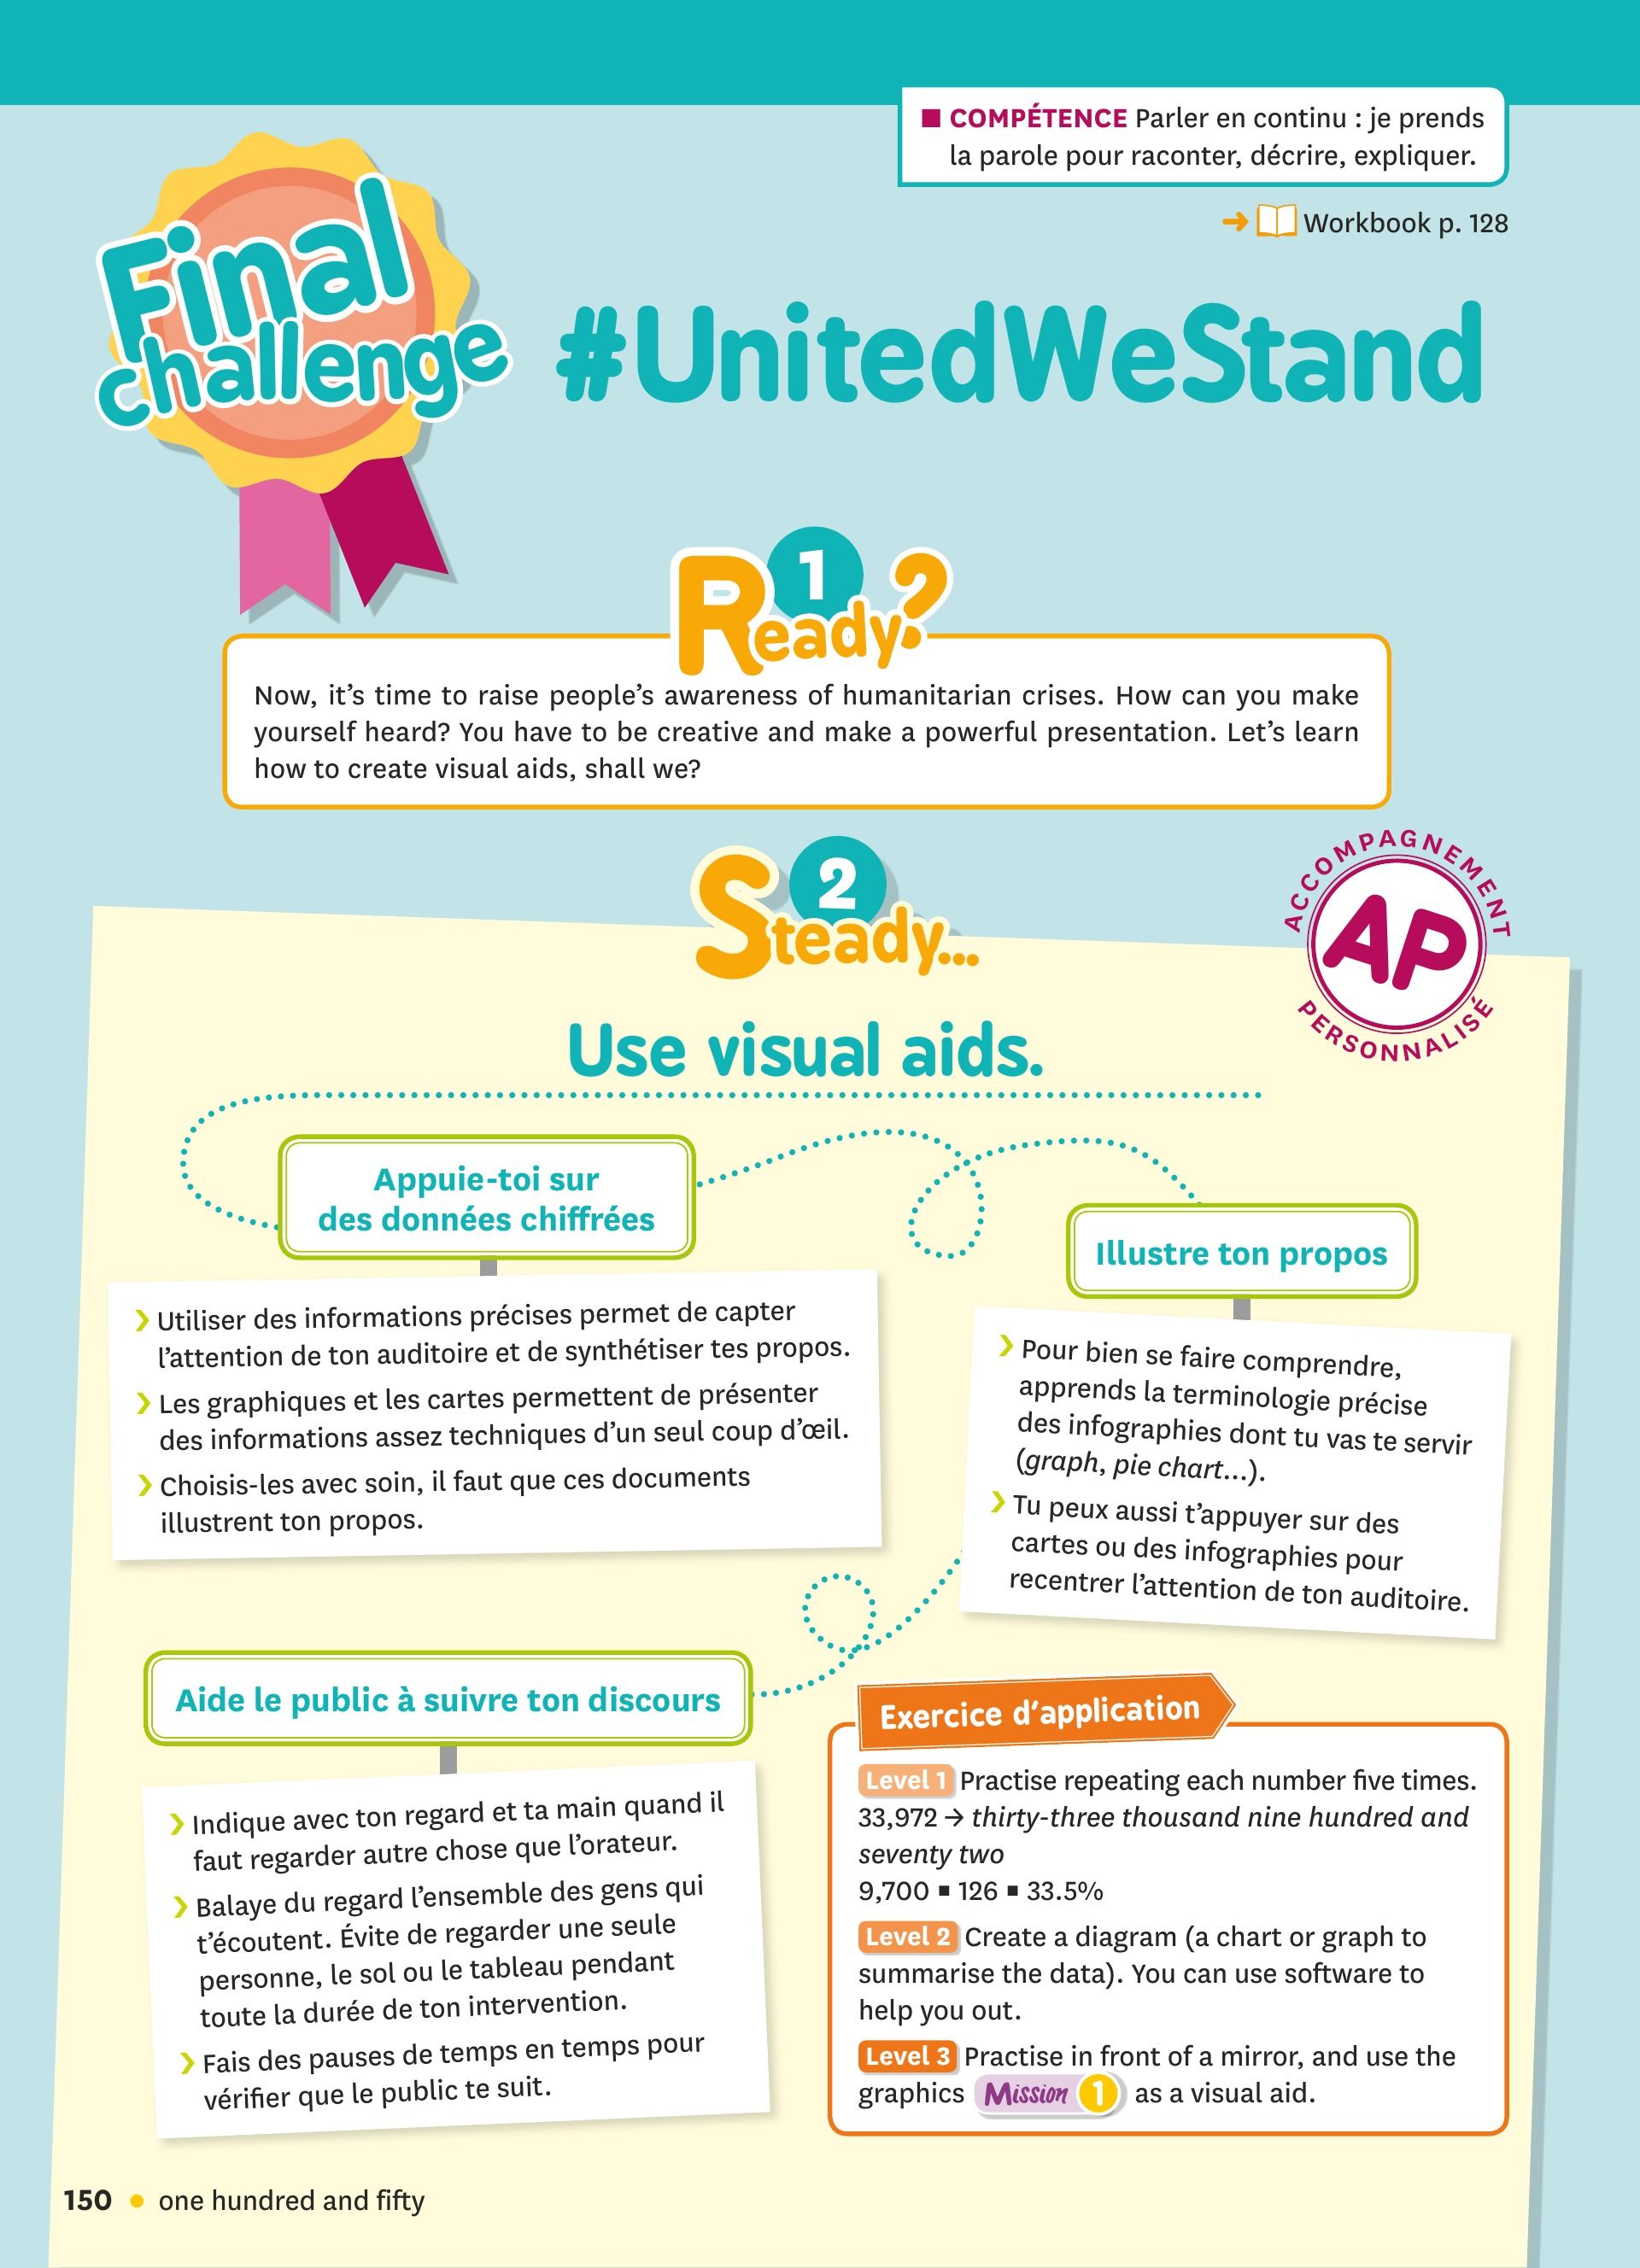 ■ COMPÉTENCE Parler en continu : je prends
la parole pour raconter, décrire, expliquer.
➜ Workbook p. 128
Final
challenge
#UnitedWeStand
1
Ready?
Now, it’s time to raise people’s awareness of humanitarian crises. How can you make
yourself heard? You have to be creative and make a powerful presentation. Let’s learn
how to create visual aids, shall we?
2
Steady...
ACCOMPAGNEMENT
AP
PERSONNALISÉ
Use visual aids.
Appuie-toi sur
des données chiffrées
❯ Utiliser des informations précises permet de capter
l’attention de ton auditoire et de synthétiser tes propos.
❯ Les graphiques et les cartes permettent de présenter
des informations assez techniques d’un seul coup d’œil.
❯ Choisis-les avec soin, il faut que ces documents
illustrent ton propos.
Illustre ton propos
❯ Pour bien se faire comprendre,
apprends la terminologie précise
des infographies dont tu vas te servir
(graph, pie chart...).
❯ Tu peux aussi t’appuyer sur des
cartes ou des infographies pour
recentrer l’attention de ton auditoire.
Aide le public à suivre ton discours
❯ Indique avec ton regard et ta main quand il
faut regarder autre chose que l’orateur.
❯ Balaye du regard l’ensemble des gens qui
t’écoutent. Évite de regarder une seule
personne, le sol ou le tableau pendant
toute la durée de ton intervention.
❯ Fais des pauses de temps en temps pour
vérifier que le public te suit.
Exercice d’application
Level 1 Practise repeating each number five times.
33,972 → thirty-three thousand nine hundred and
seventy two
9,700 ▪ 126 ▪ 33.5%
Level 2 Create a diagram (a chart or graph to
summarise the data). You can use software to
help you out.
Level 3 Practise in front of a mirror, and use the
graphics Mission 1 as a visual aid.
150 • one hundred and fifty